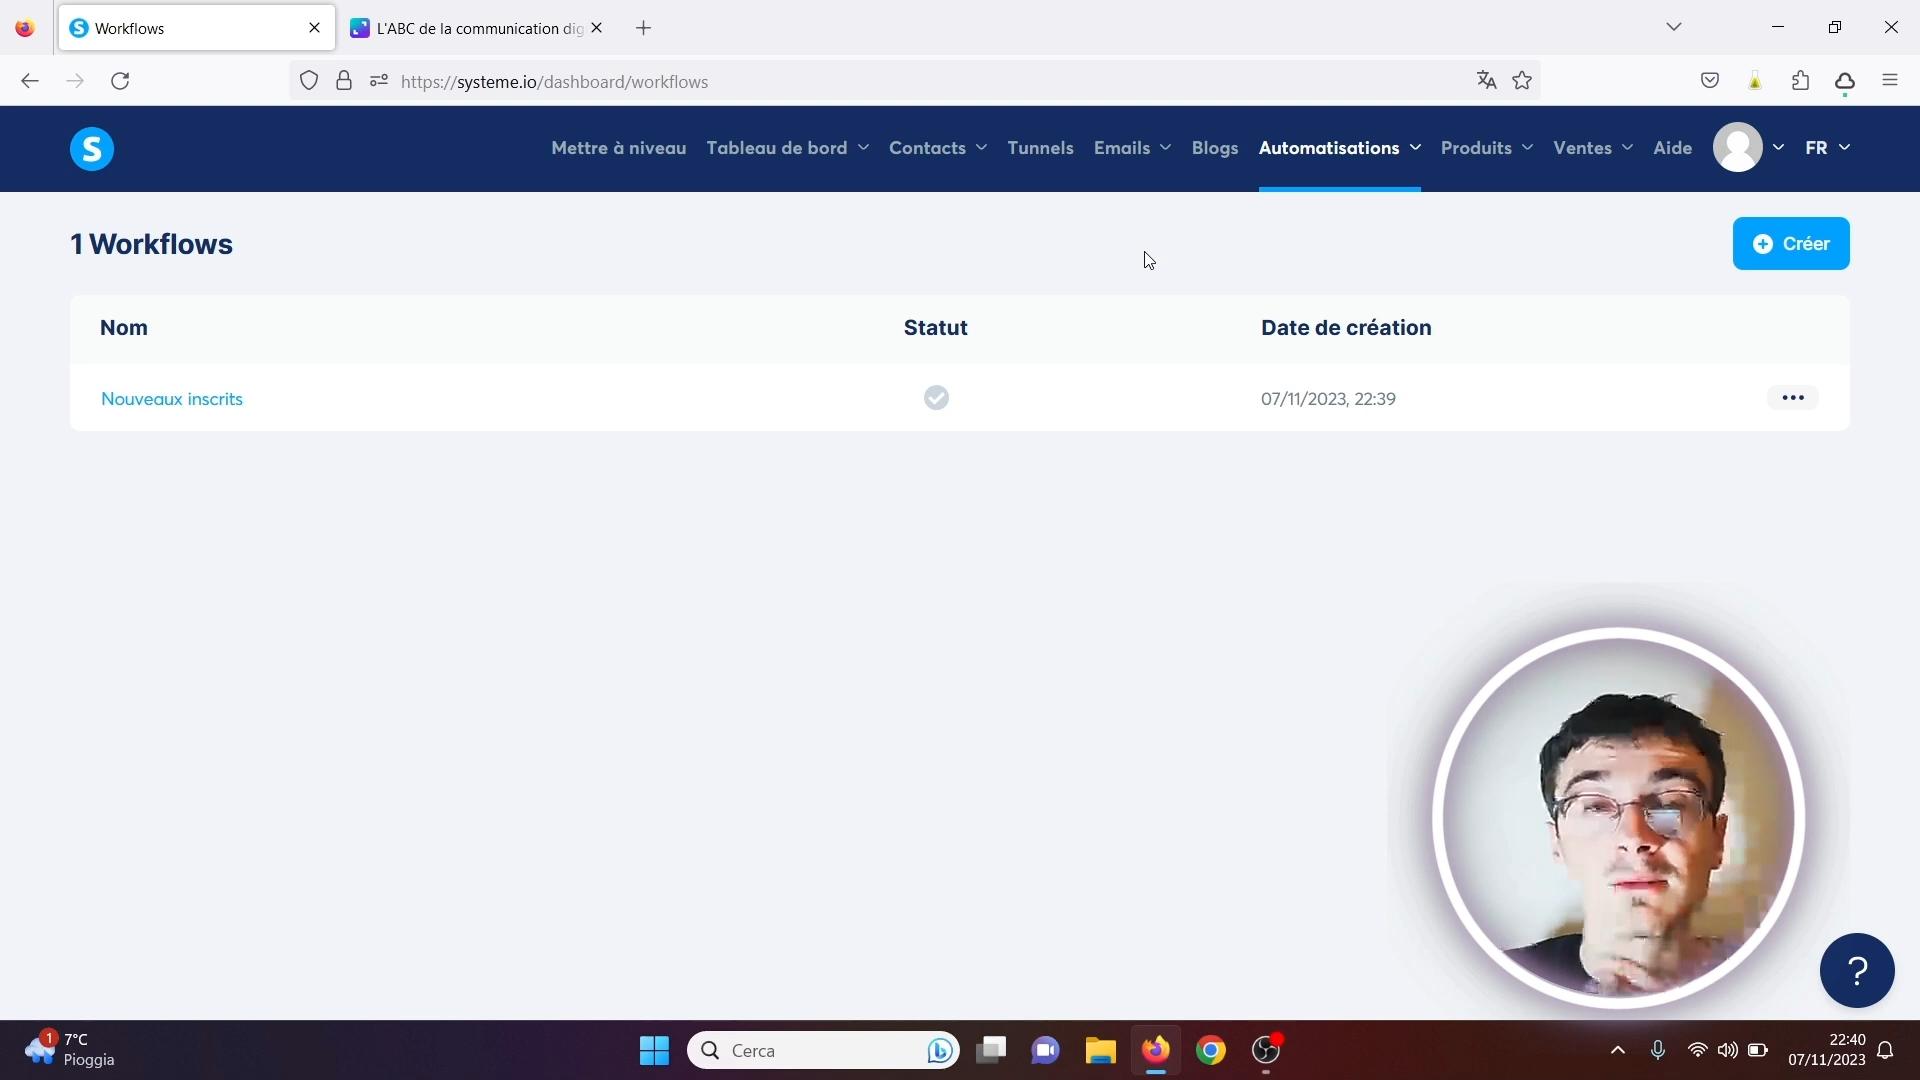 Workflows
L'ABC de la communication dig
https://systeme.io/dashboard/workflows
S
Mettre à niveau
Tableau de bord
Contacts
Tunnels
Emails
Blogs
Automatisations
Produits
Ventes
Aide
FR
1 Workflows
Créer
Nom Statut Date de création
Nouveaux inscrits 07/11/2023, 22:39
?
1
7°C
Pioggia
Cerca
22:40
07/11/2023